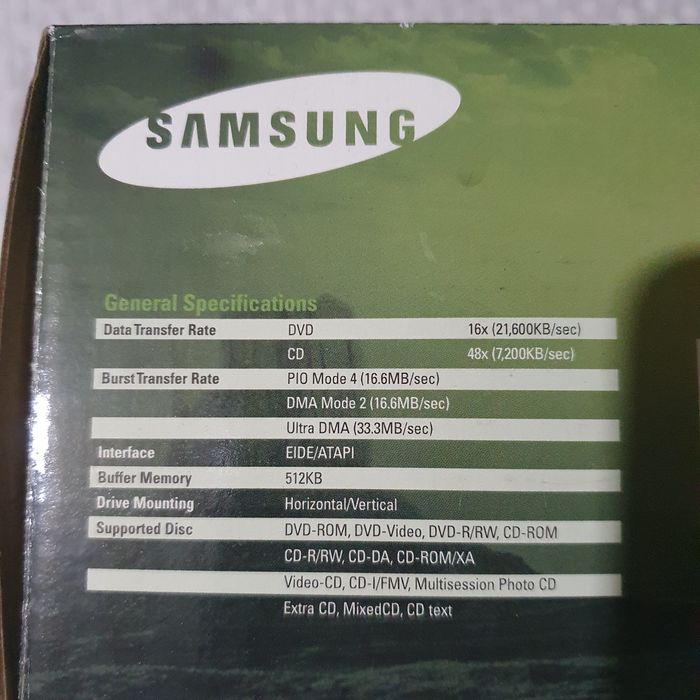 SAMSUNG
General Specifications
Data Transfer Rate DVD 16x (21,600KB/sec)
CD 48x (7,200KB/sec)
Burst Transfer Rate PIO Mode 4 (16.6MB/sec)
DMA Mode 2 (16.6MB/sec)
Ultra DMA (33.3MB/sec)
Interface EIDE/ATAPI
Buffer Memory 512KB
Drive Mounting Horizontal/Vertical
Supported Disc DVD-ROM, DVD-Video, DVD-R/RW, CD-ROM
CD-R/RW, CD-DA, CD-ROM/XA
Video-CD, CD-I/FMV, Multisession Photo CD
Extra CD, MixedCD, CD text